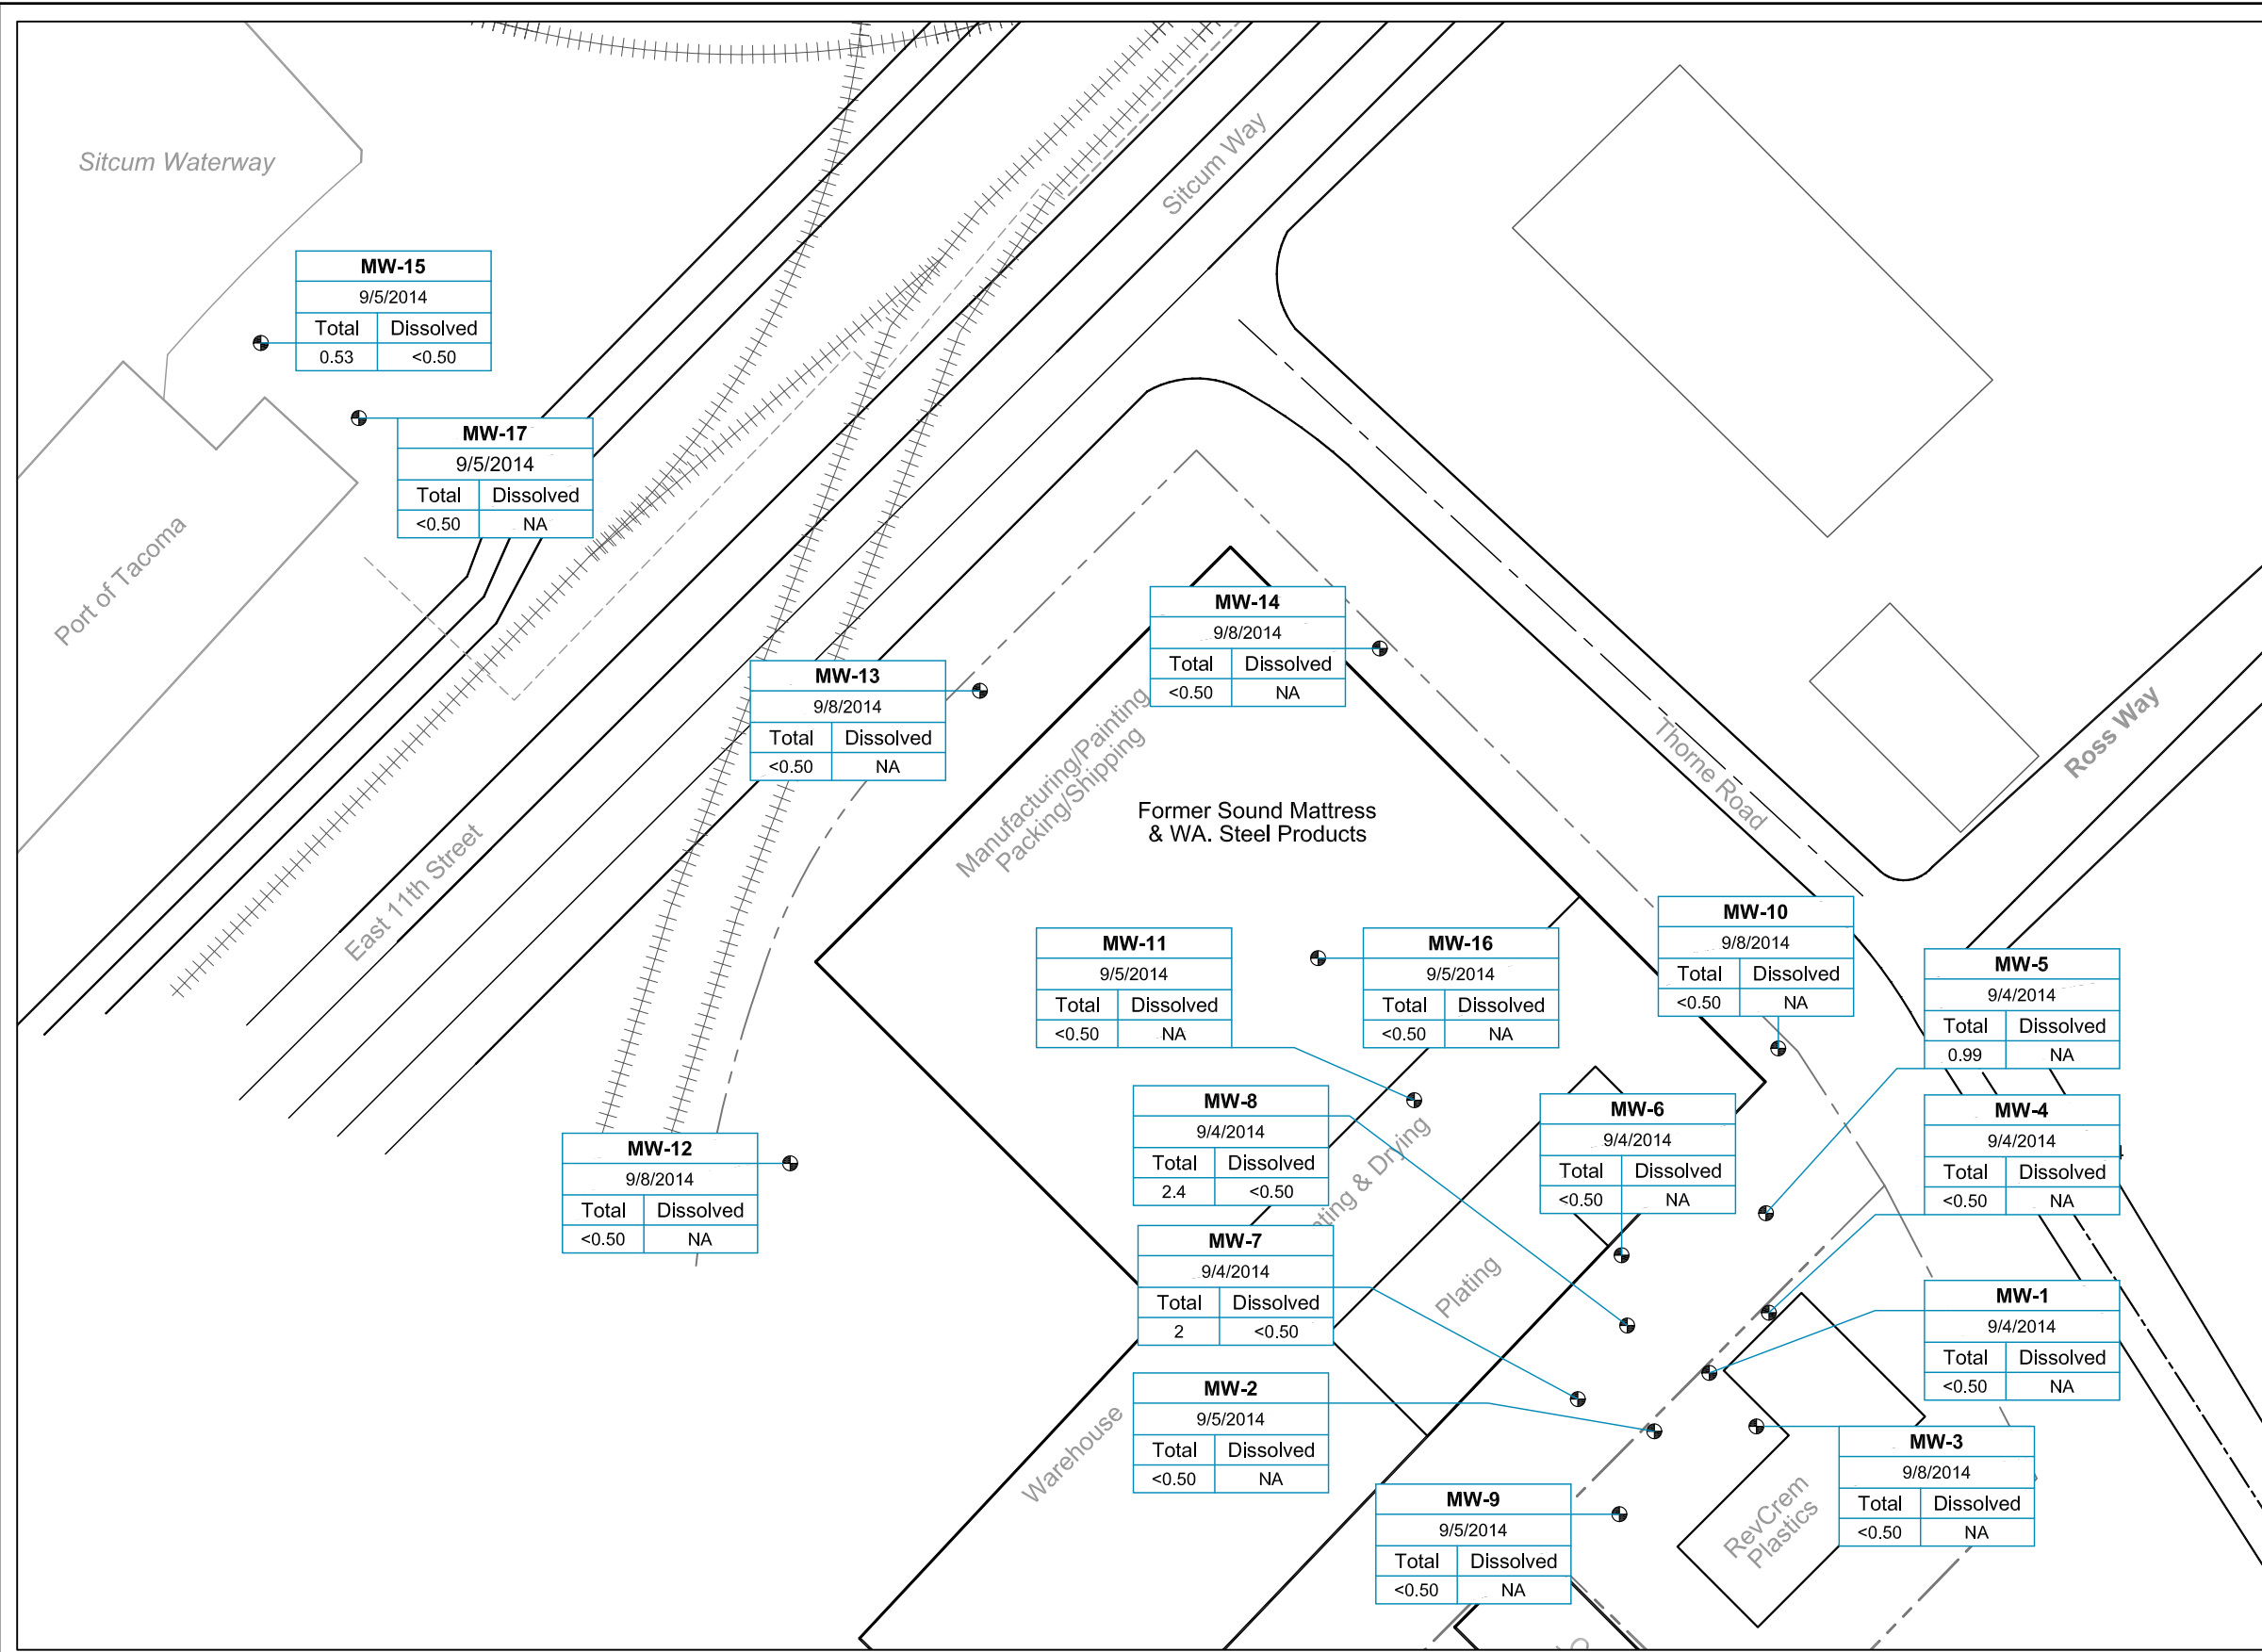 Sitcum Waterway
Sitcum Way
MW-15
9/5/2014
Total Dissolved
0.53 <0.50
MW-17
9/5/2014
Total Dissolved
<0.50 NA
Port of Tacoma
MW-14
9/8/2014
Total Dissolved
<0.50 NA
MW-13
9/8/2014
Total Dissolved
<0.50 NA
Manufacturing/Painting
Packing/Shipping
Former Sound Mattress
& WA. Steel Products
Thorne Road
Ross Way
East 11th Street
MW-10
9/8/2014
Total Dissolved
<0.50 NA
MW-11
9/5/2014
Total Dissolved
<0.50 NA
MW-16
9/5/2014
Total Dissolved
<0.50 NA
MW-5
9/4/2014
Total Dissolved
0.99 NA
MW-8
9/4/2014
Total Dissolved
2.4 <0.50
MW-6
9/4/2014
Total Dissolved
<0.50 NA
MW-4
9/4/2014
Total Dissolved
<0.50 NA
MW-12
9/8/2014
Total Dissolved
<0.50 NA
& Drying
MW-7
9/4/2014
Total Dissolved
2 <0.50
Plating
MW-1
9/4/2014
Total Dissolved
<0.50 NA
MW-2
9/5/2014
Total Dissolved
<0.50 NA
Warehouse
MW-3
9/8/2014
Total Dissolved
<0.50 NA
MW-9
9/5/2014
Total Dissolved
<0.50 NA
RevCrem
Plastics